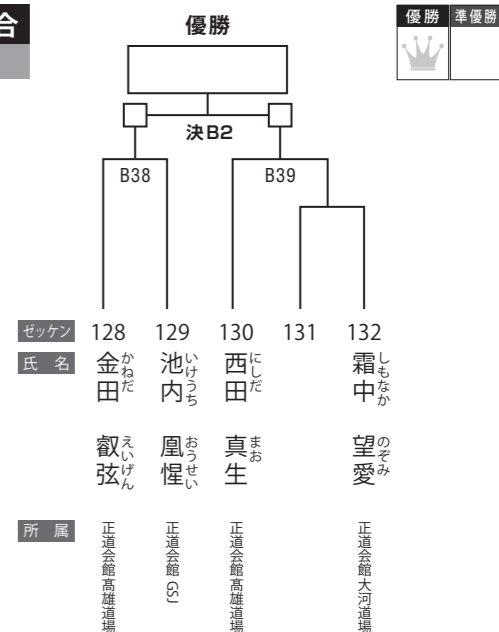 合
優勝
優勝 準優勝
決B2
B38 B39
ゼッケン 128 129 130 131 132
氏名 金田 叡弦 池内 凰惺 西田 真生 霜中 望愛
かねだ えいげん いけうち おうせい にしだ まお しもなか のぞみ
所属 正道会館髙雄道場 正道会館 GSJ 正道会館髙雄道場 正道会館大河道場